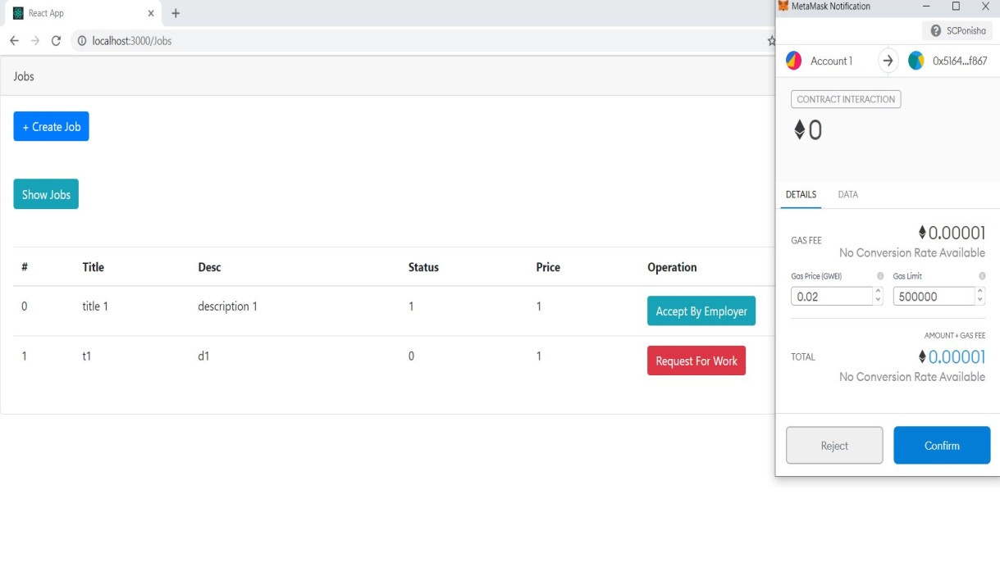 React App
localhost:3000/Jobs
Jobs
+ Create Job
Show Jobs
# Title Desc Status Price Operation
0 title 1 description 1 1 1 Accept By Employer
1 t1 d1 0 1 Request For Work
MetaMask Notification
SCPonisha
Account 1 0x5164...f867
CONTRACT INTERACTION
0
DETAILS DATA
GAS FEE 0.00001
No Conversion Rate Available
Gas Price (GWEI) Gas Limit
0.02 500000
AMOUNT + GAS FEE
TOTAL 0.00001
No Conversion Rate Available
Reject Confirm